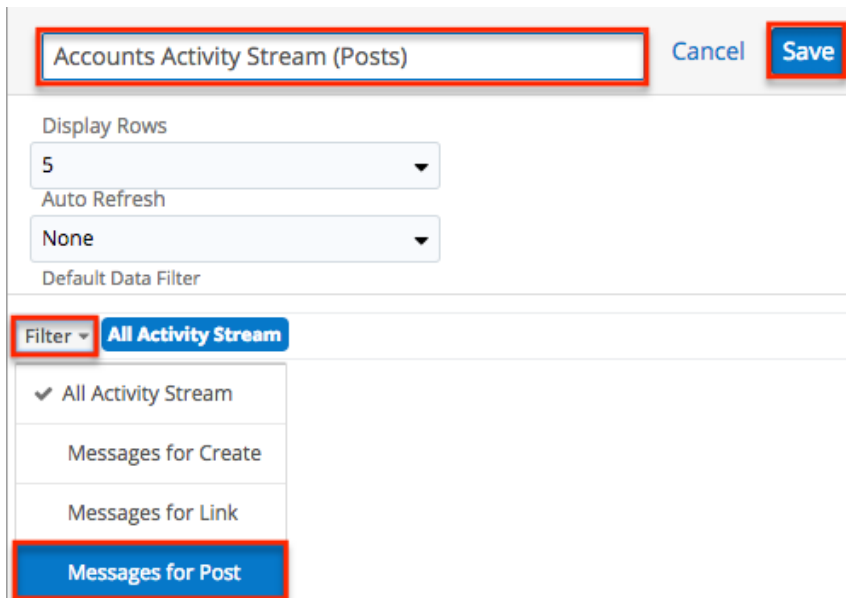 Accounts Activity Stream (Posts) Cancel Save
Display Rows
5
Auto Refresh
None
Default Data Filter
Filter All Activity Stream
All Activity Stream
Messages for Create
Messages for Link
Messages for Post